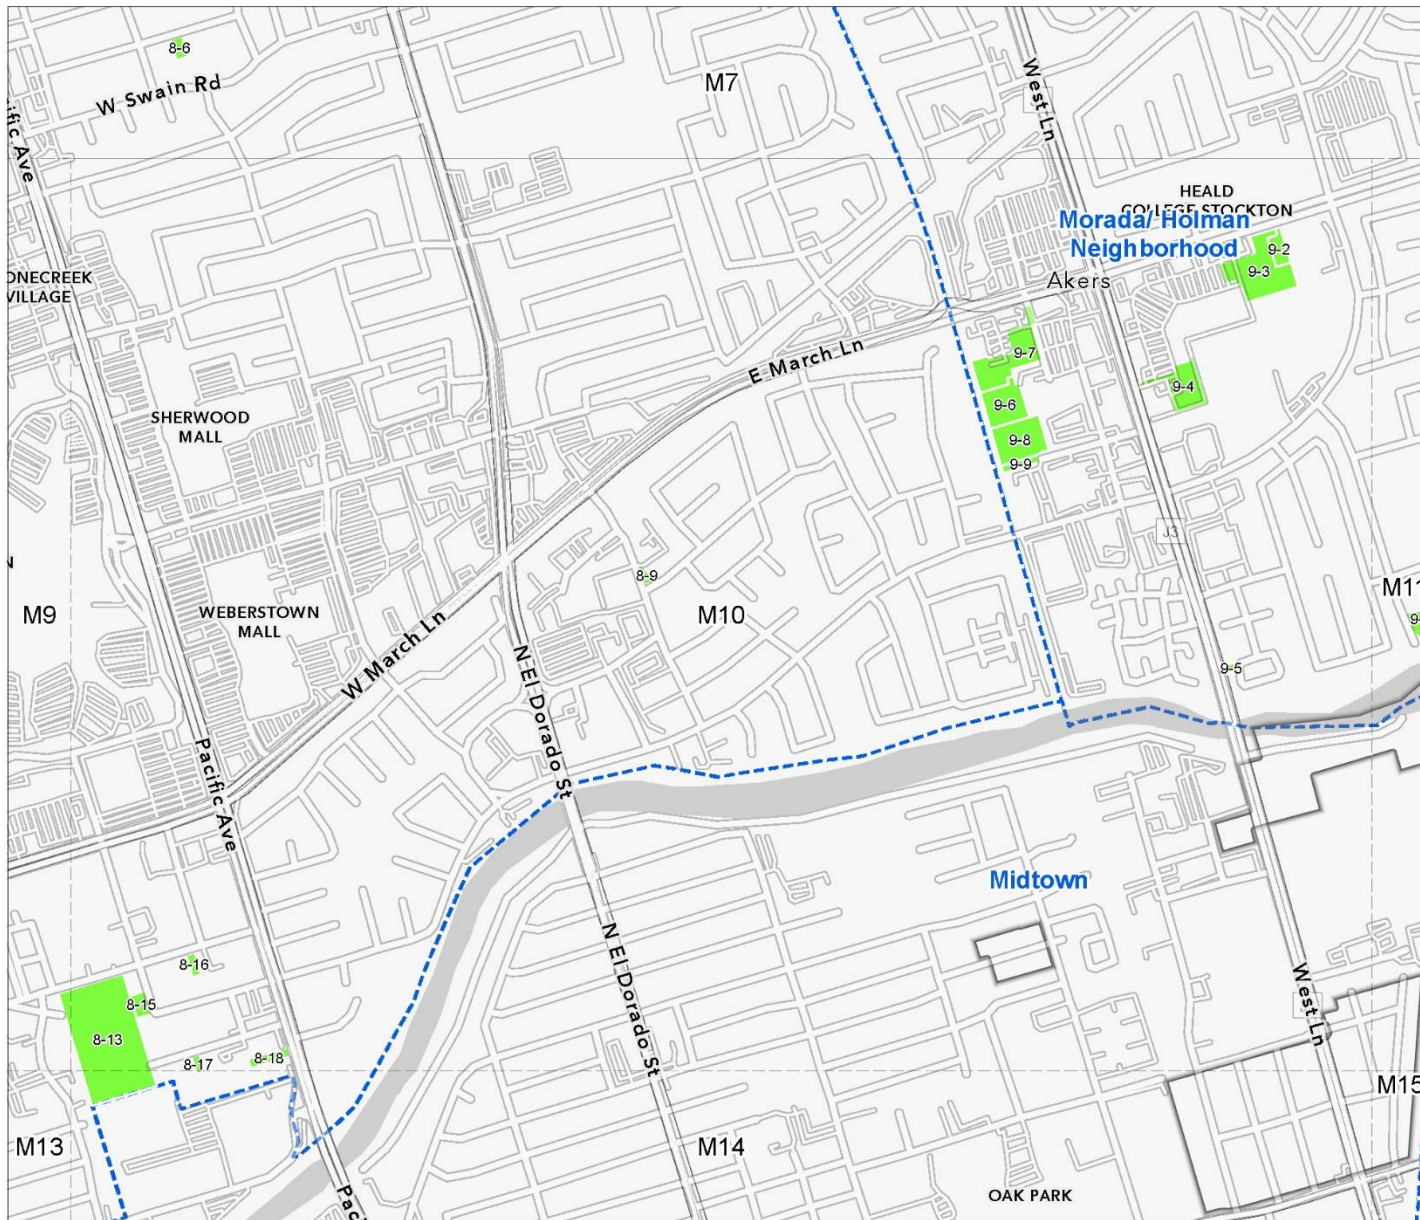 8-6
W Swain Rd
M7
West Ln
ific Ave
HEALD
COLLEGE STOCKTON
Morada/ Holman
Neighborhood
9-2
9-3
Akers
ONECREEK
VILLAGE
9-7
E March Ln
9-4
9-6
SHERWOOD
MALL
9-8
9-9
J3
N
8-9
M9
WEBERSTOWN
MALL
M10
M11
9-
W March Ln
N El Dorado St
9-5
Pacific Ave
Midtown
8-16
N El Dorado St
West Ln
8-15
8-13
8-17
8-18
M15
M13
M14
Paci
OAK PARK